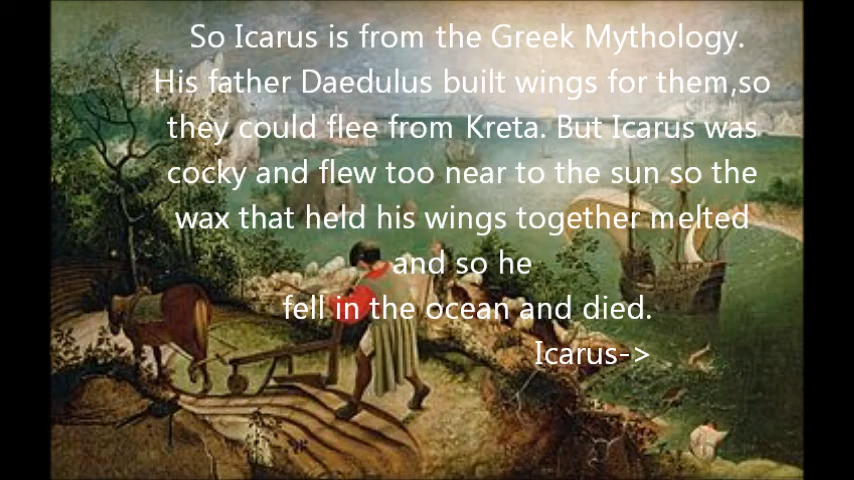 So Icarus is from the Greek Mythology.
His father Daedulus built wings for them,so
they could flee from Kreta. But Icarus was
cocky and flew too near to the sun so the
wax that held his wings together melted
and so he
fell in the ocean and died.
Icarus->